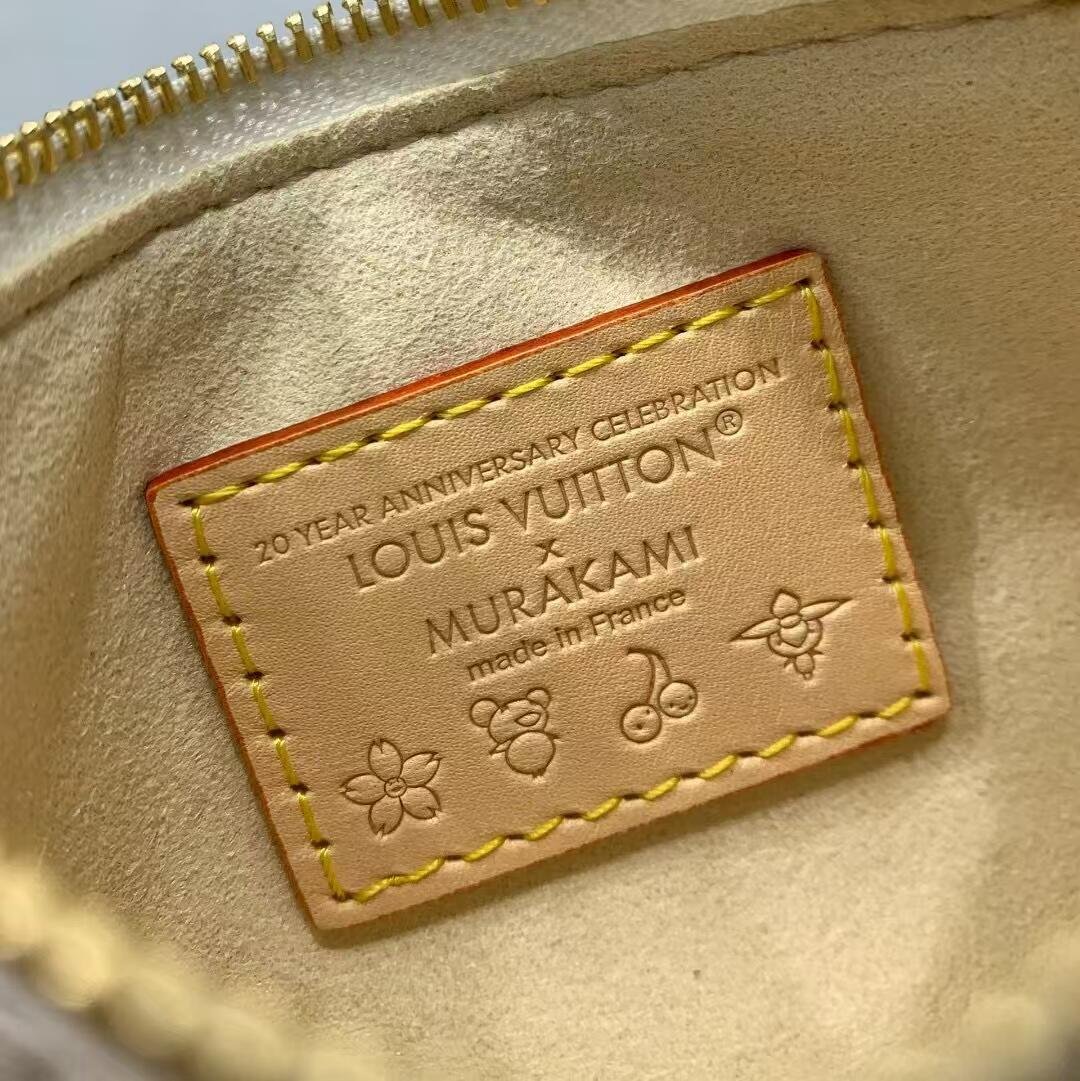 20 YEAR ANNIVERSARY CELEBRATION
LOUIS VUITTON®
x
MURAKAMI
made in France